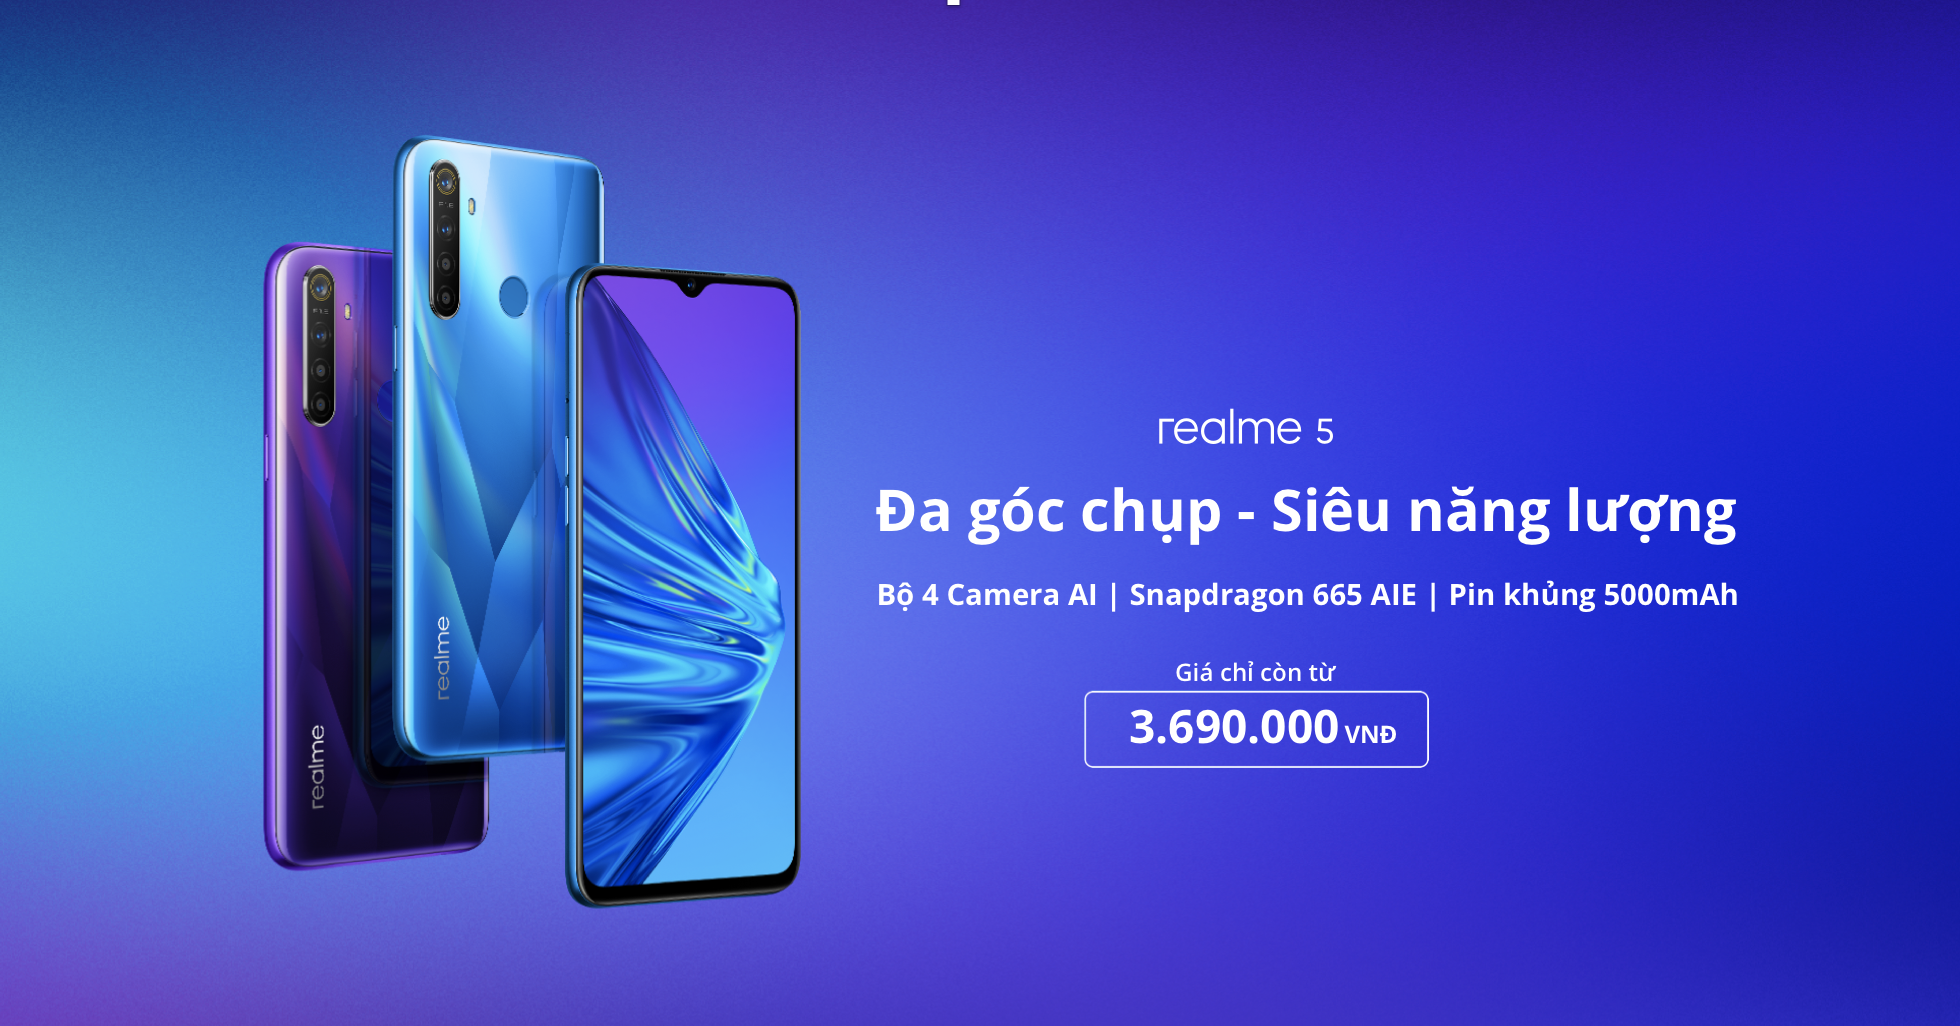 realme 5
Đa góc chụp - Siêu năng lượng
Bộ 4 Camera AI | Snapdragon 665 AIE | Pin khủng 5000mAh
Giá chỉ còn từ
3.690.000 VNĐ
realme
realme